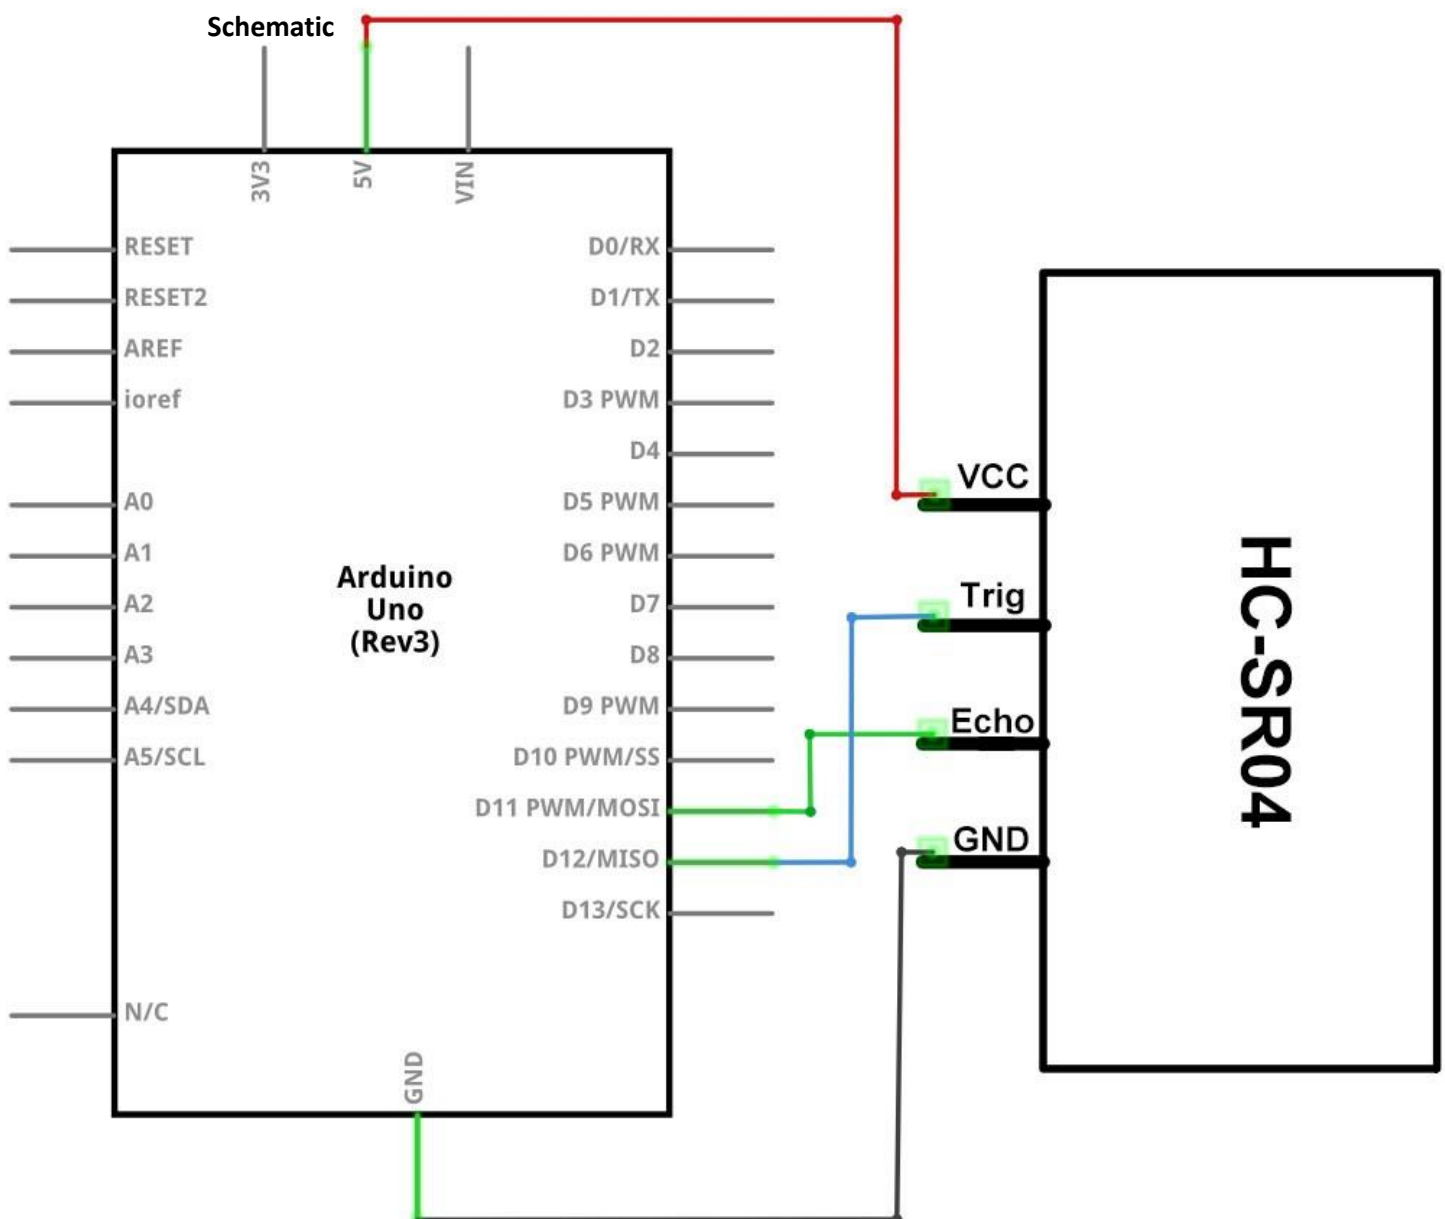 Schematic
3V3
5V
VIN
RESET
RESET2
AREF
ioref
A0
A1
A2
A3
A4/SDA
A5/SCL
N/C
Arduino
Uno
(Rev3)
D0/RX
D1/TX
D2
D3 PWM
D4
D5 PWM
D6 PWM
D7
D8
D9 PWM
D10 PWM/SS
D11 PWM/MOSI
D12/MISO
D13/SCK
GND
VCC
Trig
Echo
GND
HC-SR04